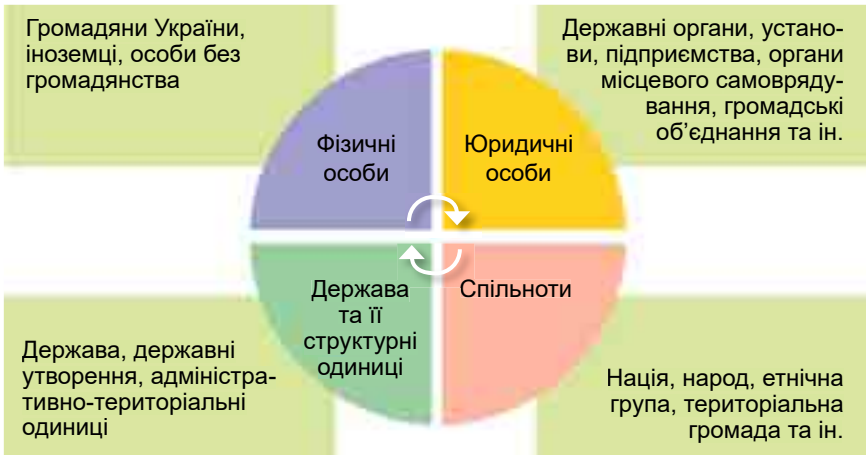 Громадяни України,
іноземці, особи без
громадянства
Державні органи, устано-
ви, підприємства, органи
місцевого самовряду-
вання, громадські
об’єднання та ін.
Фізичні
особи
Юридичні
особи
Держава
та її
структурні
одиниці
Спільноти
Держава, державні
утворення, адміністра-
тивно-територіальні
одиниці
Нація, народ, етнічна
група, територіальна
громада та ін.